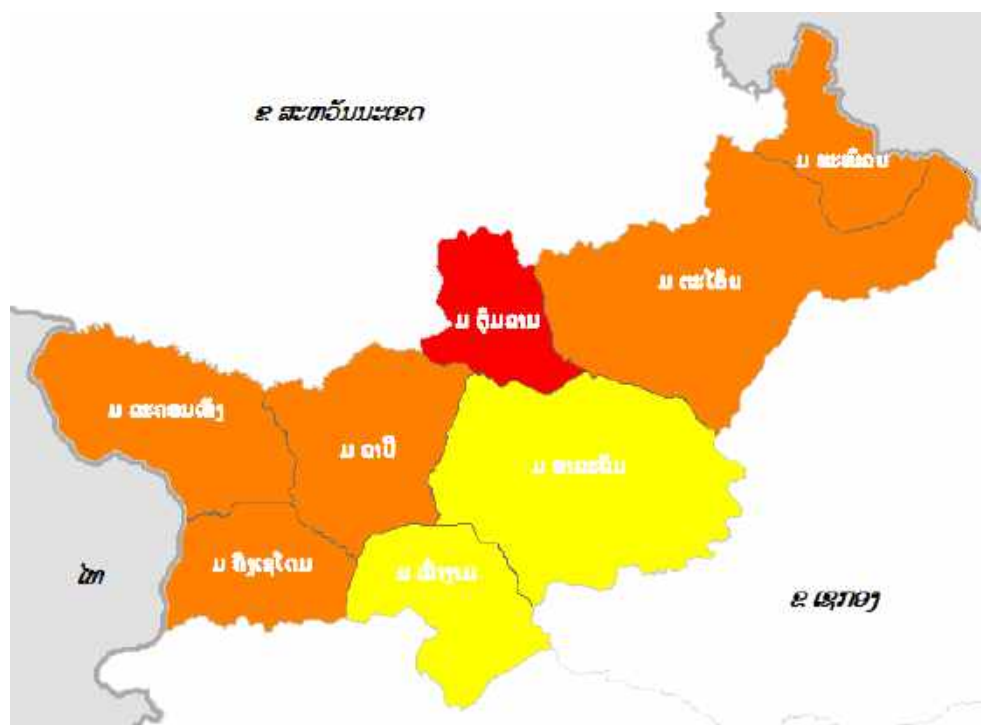 ຂ ສະຫວັນນະເຂດ
ມ ສະໝ້ວຍ
ມ ຕະໂອ້ຍ
ມ ຕຸ້ມລານ
ມ ລະຄອນເພັງ
ມ ວາປີ
ມ ສາລະວັນ
ມ ຄົງເຊໂດນ
ມ ເລົ່າງາມ
ໄທ
ຂ ເຊກອງ